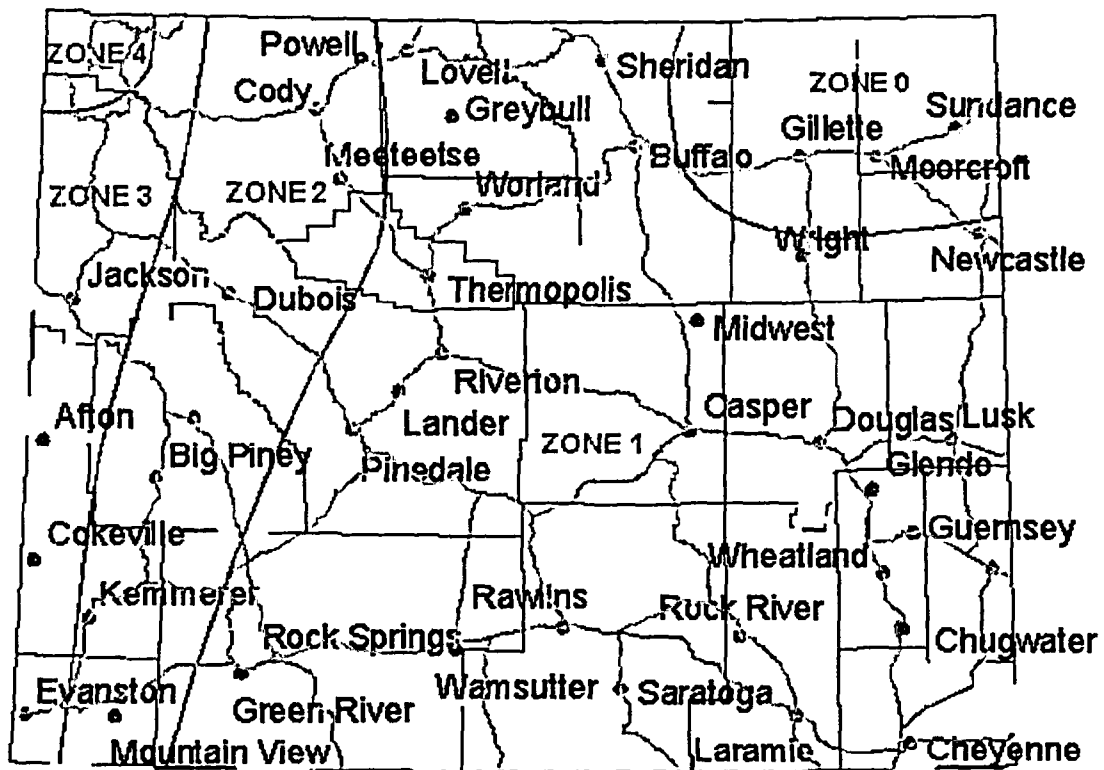 ZONE 4
Powell
Lovell
Sheridan
ZONE 0
Cody
Greybull
Sundance
Gillette
Meeteetse
Buffalo
Moorcroft
ZONE 3
ZONE 2
Worland
Wright
Newcastle
Jackson
Dubois
Thermopolis
Midwest
Riverton
Afton
Lander
Casper
Douglas
Lusk
Big Piney
Pinedale
ZONE 1
Glendo
Cokeville
Guernsey
Wheatland
Kemmerer
Rawlins
Rock River
Rock Springs
Chugwater
Evanston
Wamsutter
Saratoga
Green River
Mountain View
Laramie
Cheyenne